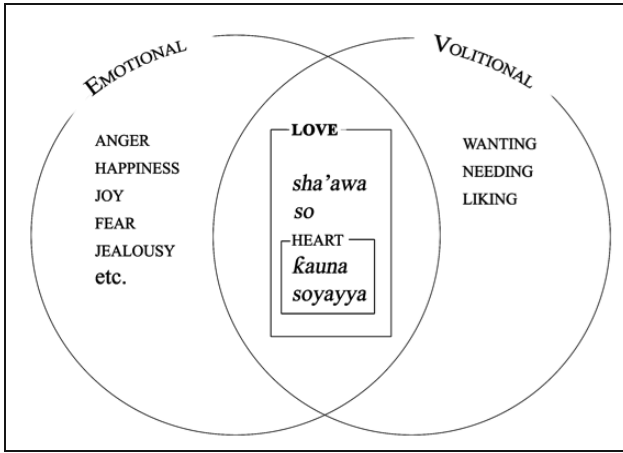 EMOTIONAL
VOLITIONAL
ANGER
HAPPINESS
JOY
FEAR
JEALOUSY
etc.
LOVE
sha’awa
so
HEART
ƙauna
soyayya
WANTING
NEEDING
LIKING